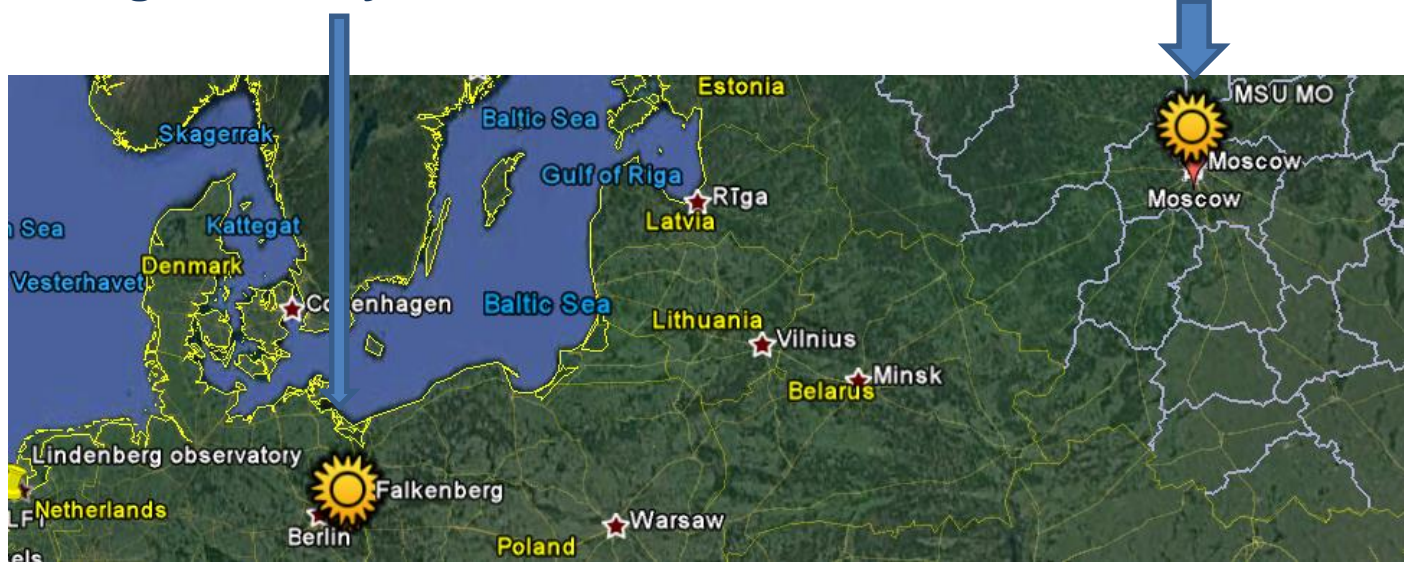 Estonia
MSU MO
Baltic Sea
Skagerrak
Moscow
Gulf of Riga
Rīga
Moscow
Latvia
Sea
Kattegat
Denmark
Vesterhavet
Copenhagen
Baltic Sea
Lithuania
Vilnius
Minsk
Belarus
Lindenberg observatory
Falkenberg
Netherlands
Warsaw
Berlin
Poland